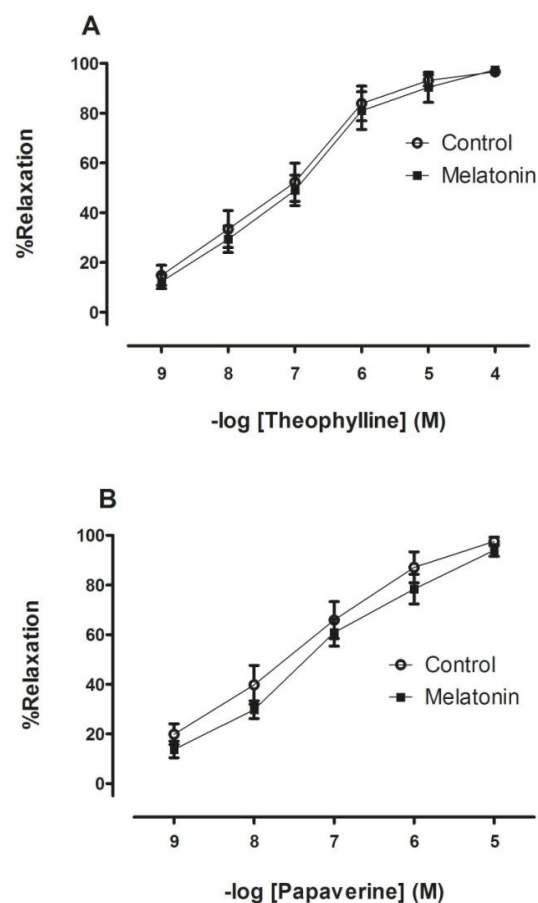 A
100
80
60
40
20
0
%Relaxation
Control
Melatonin
9 8 7 6 5 4
-log [Theophylline] (M)
B
100
80
60
40
20
0
%Relaxation
Control
Melatonin
9 8 7 6 5
-log [Papaverine] (M)